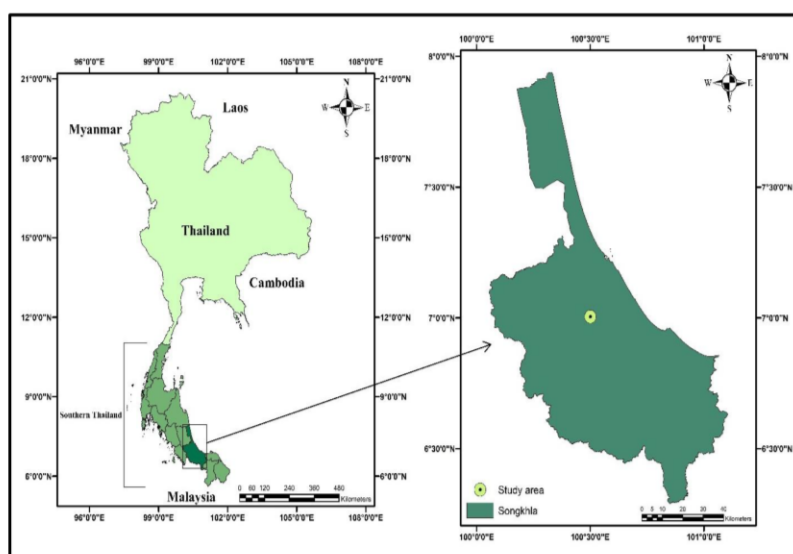 96°0'0"E 99°0'0"E 102°0'0"E 105°0'0"E 108°0'0"E
21°0'0"N
18°0'0"N
15°0'0"N
12°0'0"N
9°0'0"N
6°0'0"N
N
W E
S
Laos
Myanmar
Thailand
Cambodia
Southern Thailand
Malaysia
0 60 120 240 360 480
Kilometers
21°0'0"N
18°0'0"N
15°0'0"N
12°0'0"N
9°0'0"N
6°0'0"N
96°0'0"E 99°0'0"E 102°0'0"E 105°0'0"E 108°0'0"E
100°0'0"E 100°30'0"E 101°0'0"E
8°0'0"N
7°30'0"N
7°0'0"N
6°30'0"N
N
W E
S
Study area
Songkhla
0 5 10 20 30 40
Kilometers
8°0'0"N
7°30'0"N
7°0'0"N
6°30'0"N
100°0'0"E 100°30'0"E 101°0'0"E